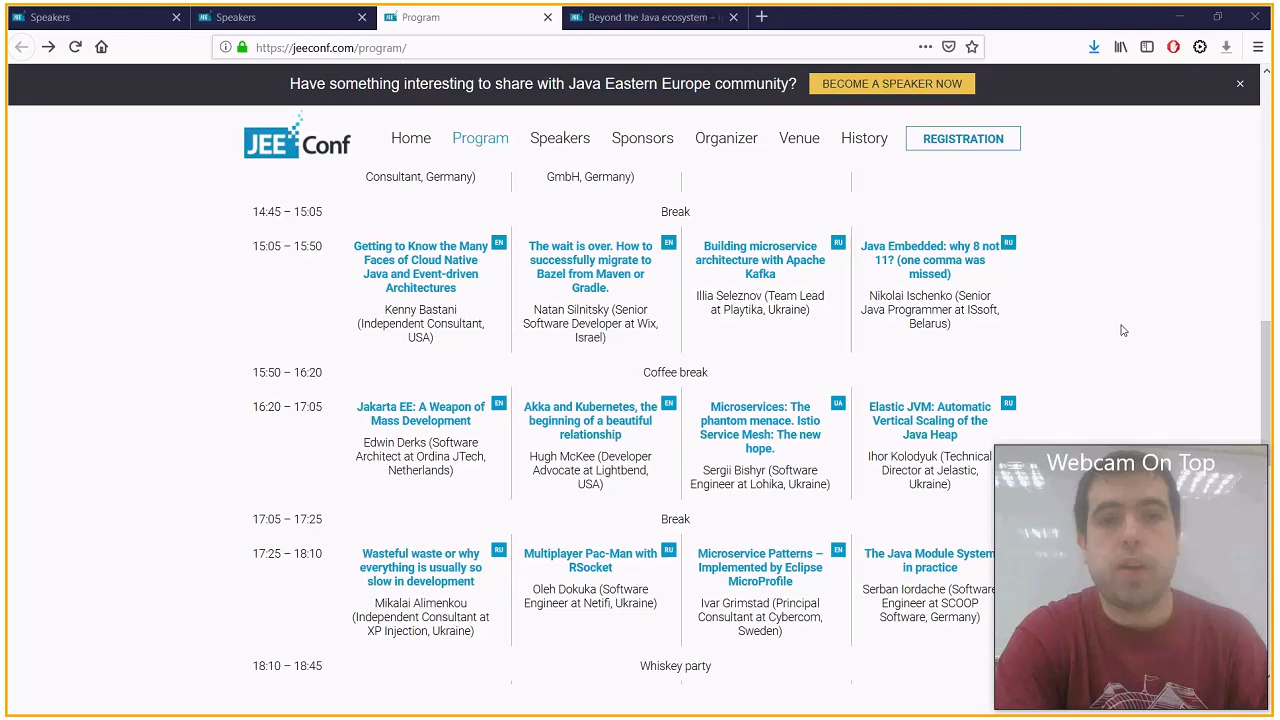 Speakers
Speakers
Program
Beyond the Java ecosystem –
https://jeeconf.com/program/
Have something interesting to share with Java Eastern Europe community?
BECOME A SPEAKER NOW
JEE Conf
Home
Program
Speakers
Sponsors
Organizer
Venue
History
REGISTRATION
Consultant, Germany)
GmbH, Germany)
14:45 – 15:05
Break
15:05 – 15:50
Getting to Know the Many
Faces of Cloud Native
Java and Event-driven
Architectures
EN
Kenny Bastani
(Independent Consultant,
USA)
The wait is over. How to
successfully migrate to
Bazel from Maven or
Gradle.
EN
Natan Silnitsky (Senior
Software Developer at Wix,
Israel)
Building microservice
architecture with Apache
Kafka
RU
Illia Seleznov (Team Lead
at Playtika, Ukraine)
Java Embedded: why 8 not
11? (one comma was
missed)
RU
Nikolai Ischenko (Senior
Java Programmer at ISsoft,
Belarus)
15:50 – 16:20
Coffee break
16:20 – 17:05
Jakarta EE: A Weapon of
Mass Development
EN
Edwin Derks (Software
Architect at Ordina JTech,
Netherlands)
Akka and Kubernetes, the
beginning of a beautiful
relationship
EN
Hugh McKee (Developer
Advocate at Lightbend,
USA)
Microservices: The
phantom menace. Istio
Service Mesh: The new
hope.
UA
Sergii Bishyr (Software
Engineer at Lohika, Ukraine)
Elastic JVM: Automatic
Vertical Scaling of the
Java Heap
RU
Ihor Kolodyuk (Technical
Director at Jelastic,
Ukraine)
17:05 – 17:25
Break
17:25 – 18:10
Wasteful waste or why
everything is usually so
slow in development
RU
Mikalai Alimenkou
(Independent Consultant at
XP Injection, Ukraine)
Multiplayer Pac-Man with
RSocket
RU
Oleh Dokuka (Software
Engineer at Netifi, Ukraine)
Microservice Patterns –
Implemented by Eclipse
MicroProfile
EN
Ivar Grimstad (Principal
Consultant at Cybercom,
Sweden)
The Java Module System
in practice
Serban Iordache (Software
Engineer at SCOOP
Software, Germany)
18:10 – 18:45
Whiskey party
Webcam On Top